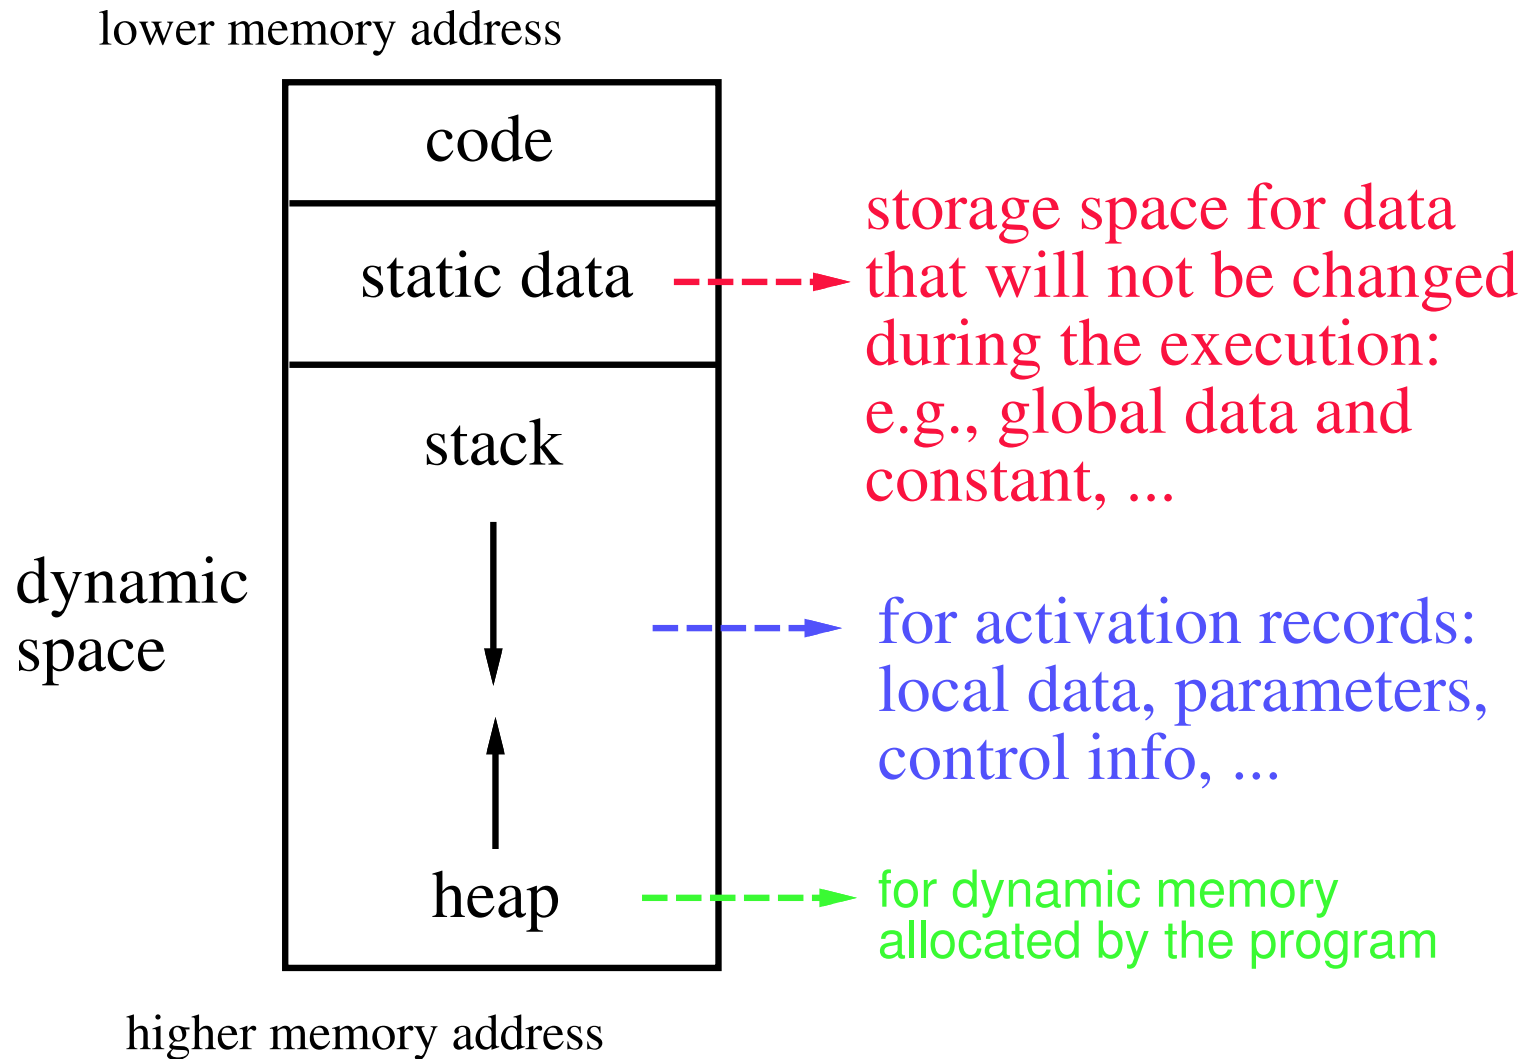 lower memory address
code
static data
storage space for data
that will not be changed
during the execution:
e.g., global data and
constant, ...
stack
dynamic
space
for activation records:
local data, parameters,
control info, ...
heap
for dynamic memory
allocated by the program
higher memory address